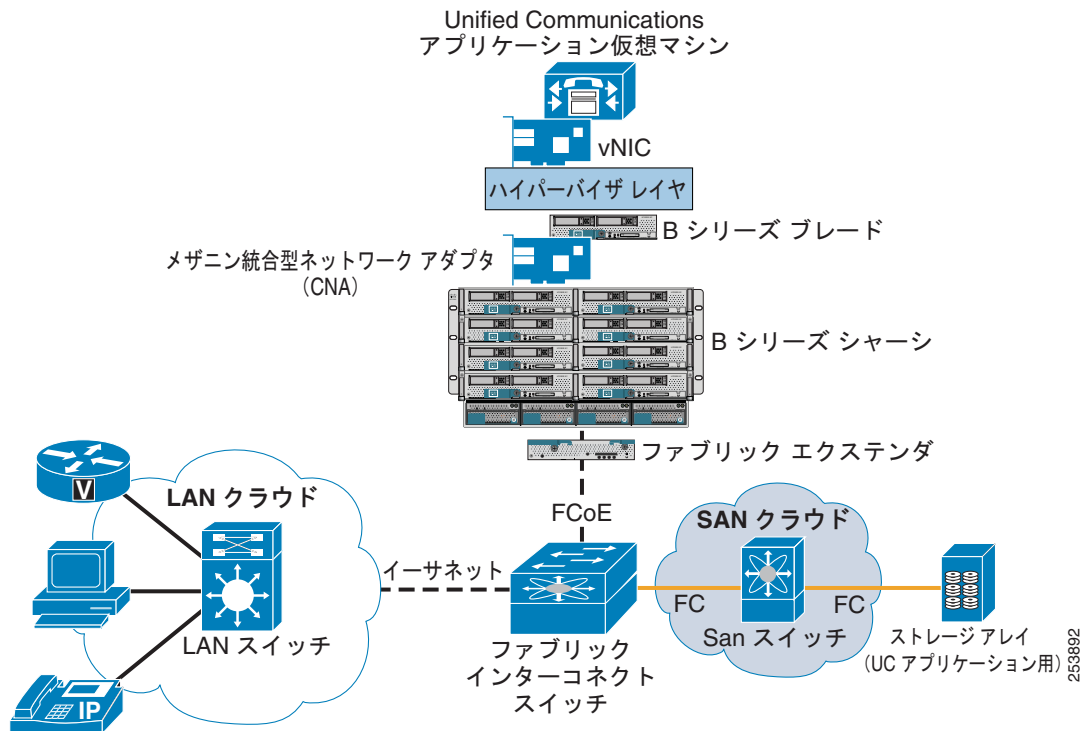 Unified Communications
アプリケーション仮想マシン
vNIC
ハイパーバイザ レイヤ
B シリーズ ブレード
メザニン統合型ネットワーク アダプタ
（CNA）
B シリーズ シャーシ
ファブリック エクステンダ
V
LAN クラウド
FCoE
SAN クラウド
イーサネット
FC
FC
LAN スイッチ
San スイッチ
ストレージ アレイ
（UC アプリケーション用）
ファブリック
インターコネクト
スイッチ
IP
253892